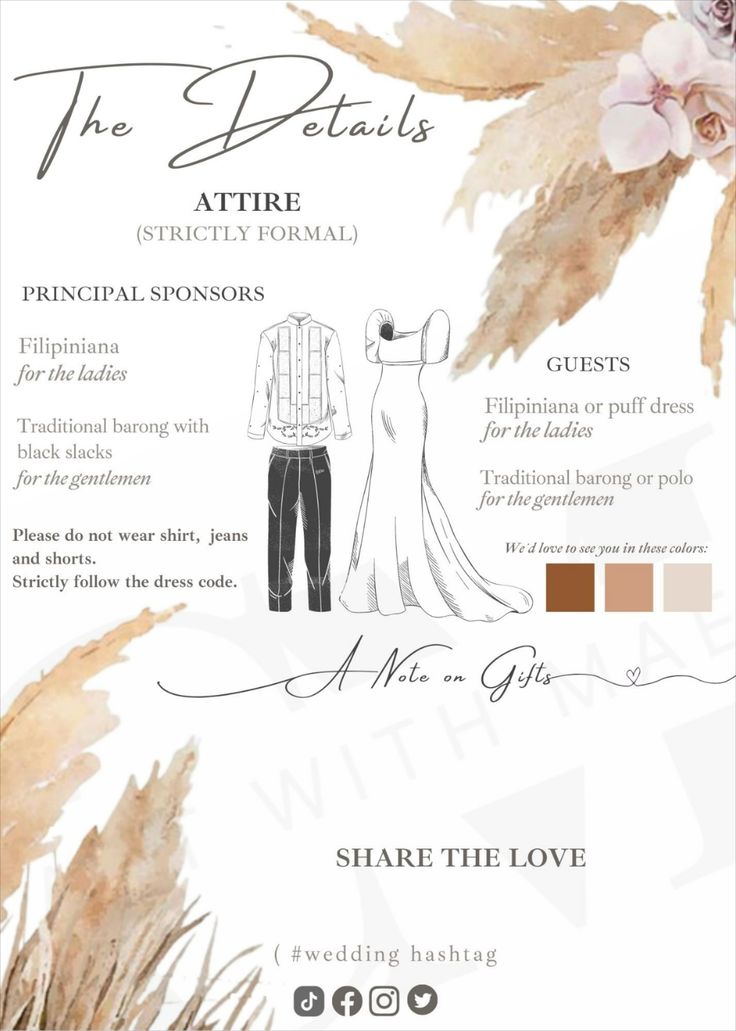 The Details
ATTIRE
(STRICTLY FORMAL)
PRINCIPAL SPONSORS
Filipiniana
for the ladies
Traditional barong with
black slacks
for the gentlemen
Please do not wear shirt, jeans
and shorts.
Strictly follow the dress code.
GUESTS
Filipiniana or puff dress
for the ladies
Traditional barong or polo
for the gentlemen
We'd love to see you in these colors:
A Note on Gifts
WITH MAE
SHARE THE LOVE
( #wedding hashtag